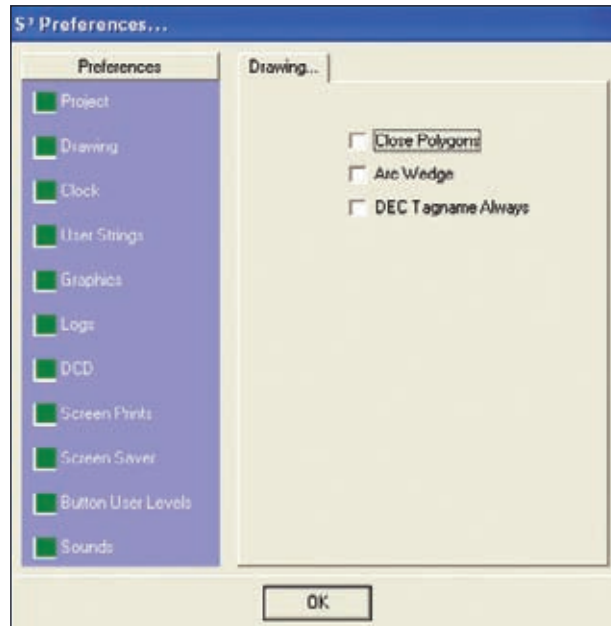 S³ Preferences...
Preferences
Project
Drawing
Clock
User Strings
Graphics
Logs
DCD
Screen Prints
Screen Saver
Button User Levels
Sounds
Drawing...
Close Polygons
Arc Wedge
DEC Tagname Always
OK